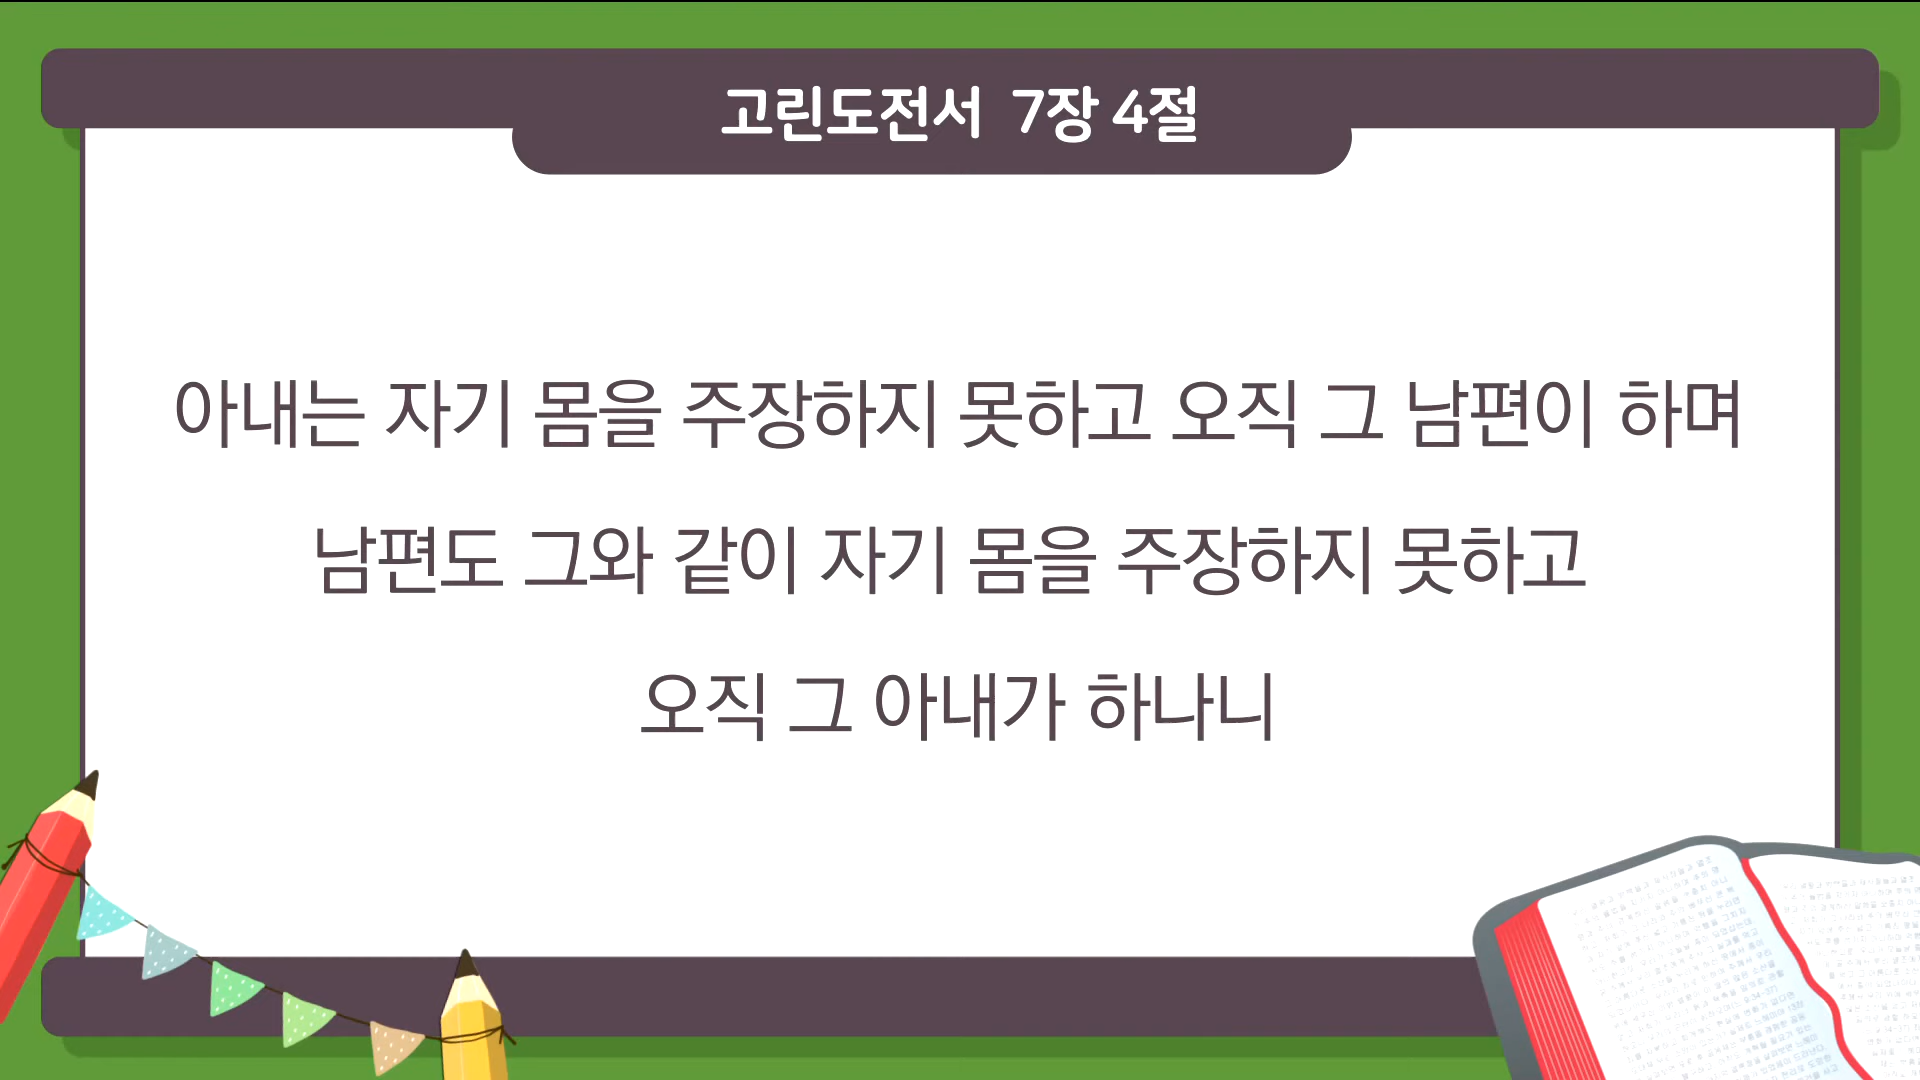 고린도전서 7장 4절
아내는 자기 몸을 주장하지 못하고 오직 그 남편이 하며
남편도 그와 같이 자기 몸을 주장하지 못하고
오직 그 아내가 하나니